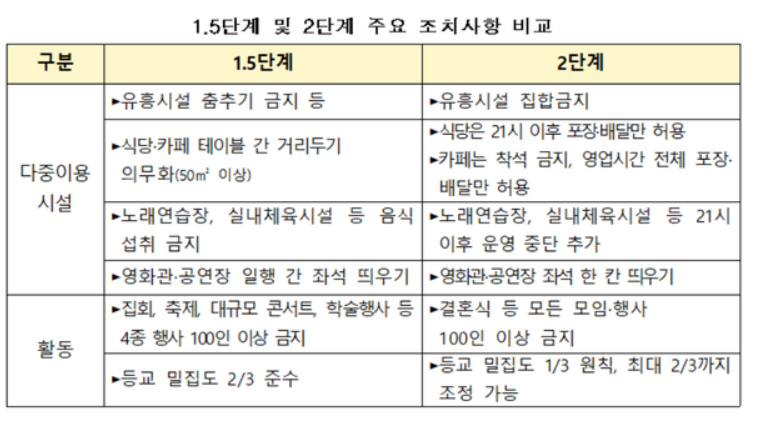 1.5단계 및 2단계 주요 조치사항 비교
구분
1.5단계
2단계
다중이용
시설
►유흥시설 춤추기 금지 등
►유흥시설 집합금지
►식당·카페 테이블 간 거리두기
의무화(50㎡ 이상)
►식당은 21시 이후 포장·배달만 허용
►카페는 착석 금지, 영업시간 전체 포장·
배달만 허용
►노래연습장, 실내체육시설 등 음식
섭취 금지
►노래연습장, 실내체육시설 등 21시
이후 운영 중단 추가
►영화관·공연장 일행 간 좌석 띄우기
►영화관·공연장 좌석 한 칸 띄우기
활동
►집회, 축제, 대규모 콘서트, 학술행사 등
4종 행사 100인 이상 금지
►결혼식 등 모든 모임·행사
100인 이상 금지
►등교 밀집도 2/3 준수
►등교 밀집도 1/3 원칙, 최대 2/3까지
조정 가능